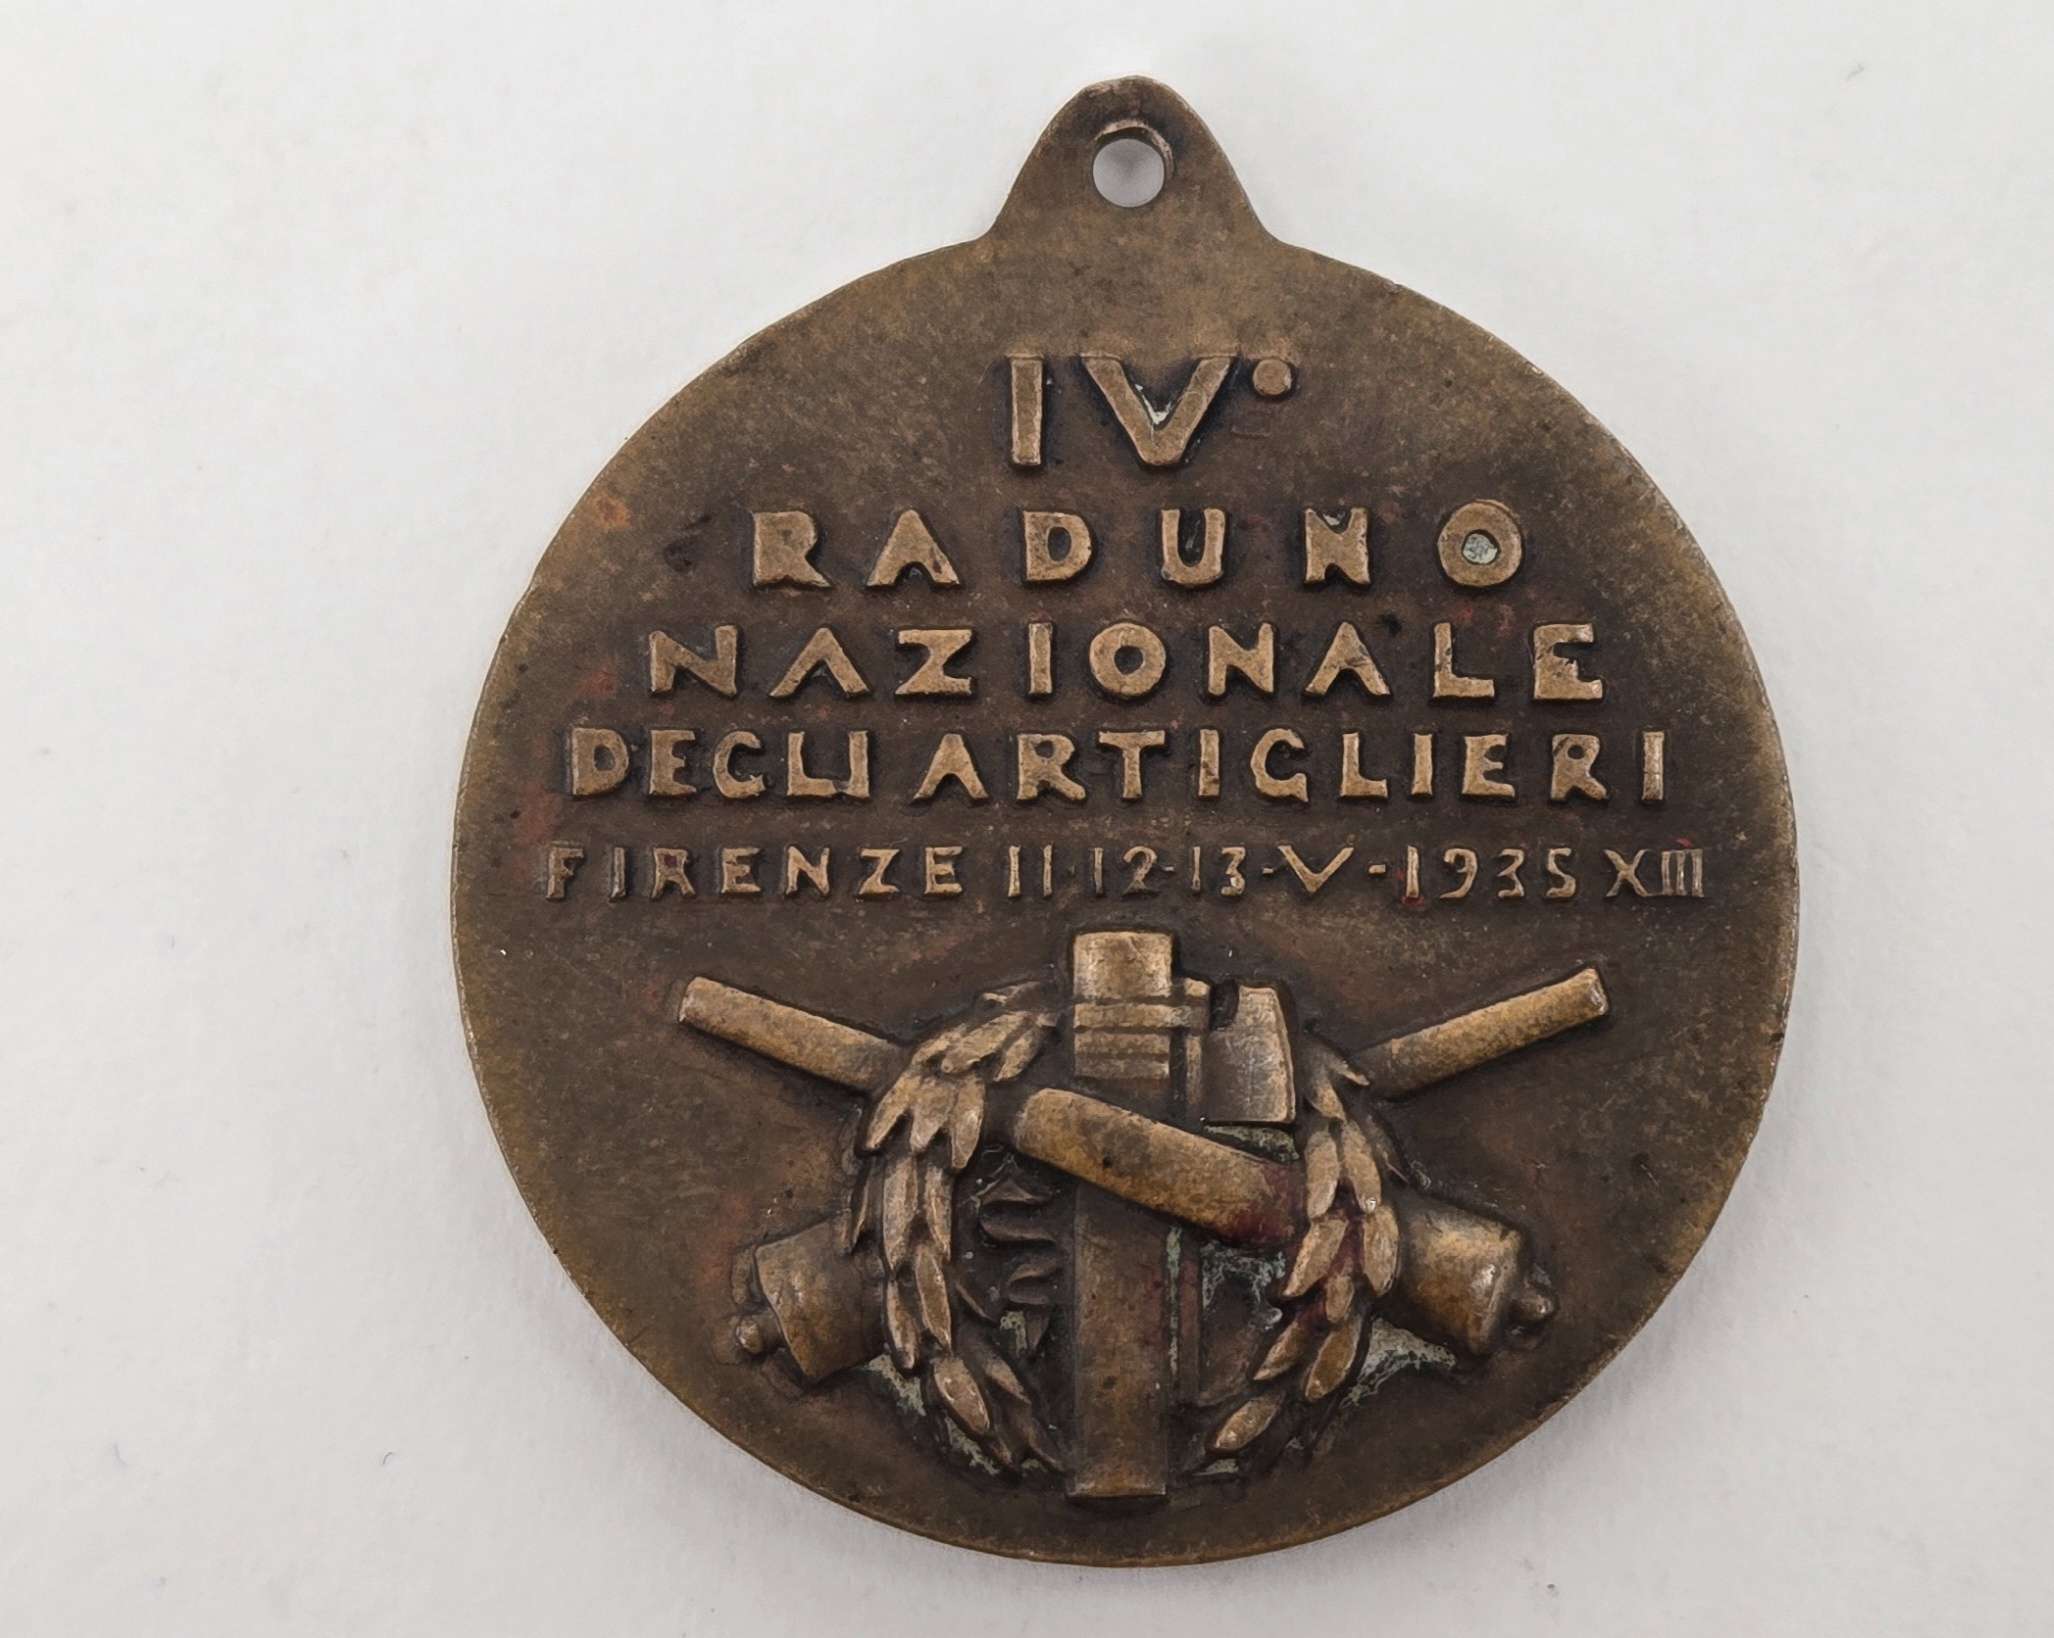 IV°
RADUNO
NAZIONALE
DEGLI ARTIGLIERI
FIRENZE 11·12·13-V-1935 XIII